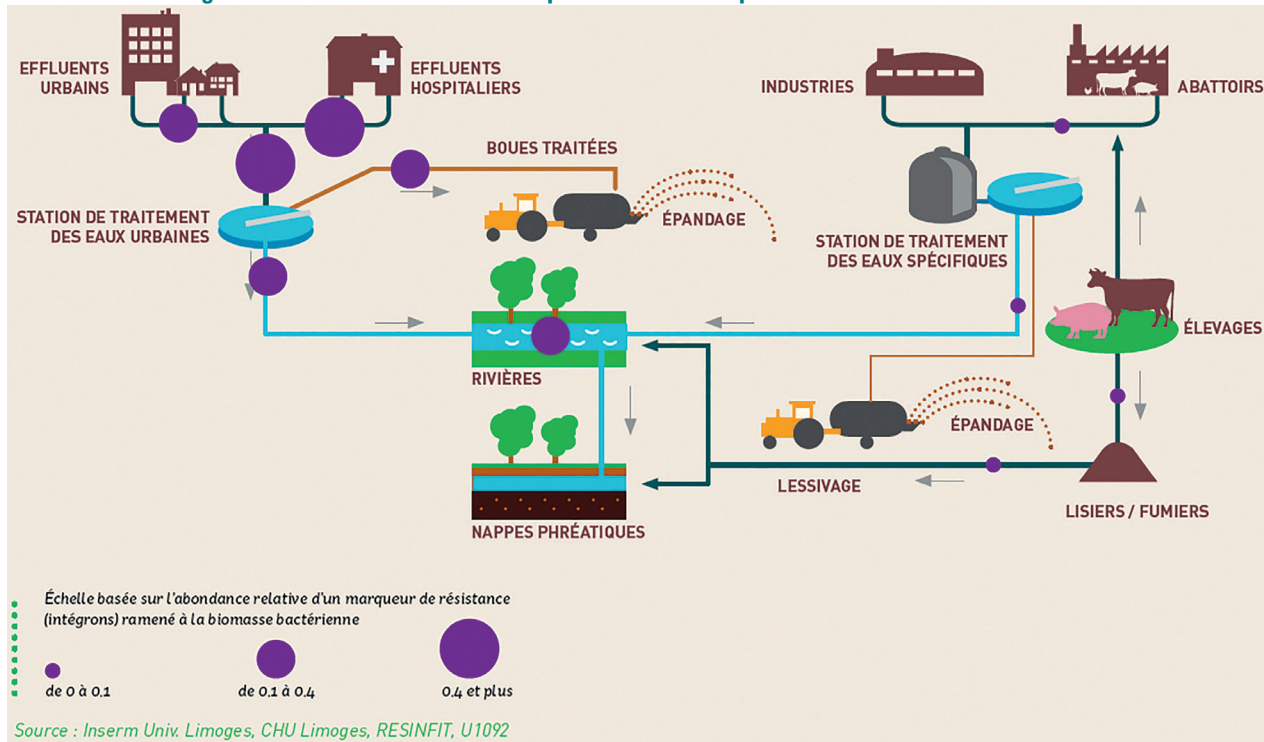 EFFLUENTS
URBAINS
EFFLUENTS
HOSPITALIERS
INDUSTRIES
ABATTOIRS
BOUES TRAITÉES
ÉPANDAGE
STATION DE TRAITEMENT
DES EAUX URBAINES
STATION DE TRAITEMENT
DES EAUX SPÉCIFIQUES
ÉLEVAGES
RIVIÈRES
ÉPANDAGE
LESSIVAGE
LISIERS / FUMIERS
NAPPES PHRÉATIQUES
Échelle basée sur l'abondance relative d'un marqueur de résistance
(intégrons) ramené à la biomasse bactérienne
de 0 à 0.1
de 0.1 à 0.4
0.4 et plus
Source : Inserm Univ. Limoges, CHU Limoges, RESINFIT, U1092